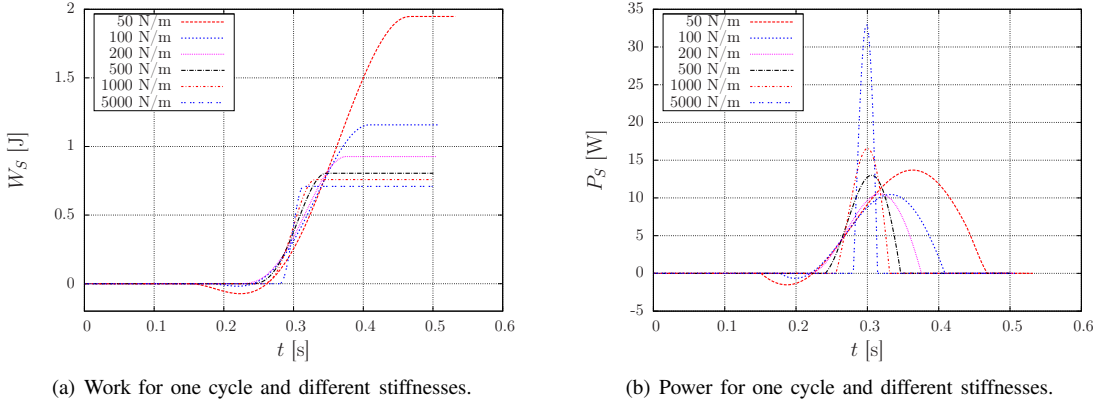 50 N/m
100 N/m
200 N/m
500 N/m
1000 N/m
5000 N/m
2
1.5
1
0.5
0
W_S [J]
0 0.1 0.2 0.3 0.4 0.5 0.6
t [s]
(a) Work for one cycle and different stiffnesses.
50 N/m
100 N/m
200 N/m
500 N/m
1000 N/m
5000 N/m
35
30
25
20
15
10
5
0
-5
P_S [W]
0 0.1 0.2 0.3 0.4 0.5 0.6
t [s]
(b) Power for one cycle and different stiffnesses.